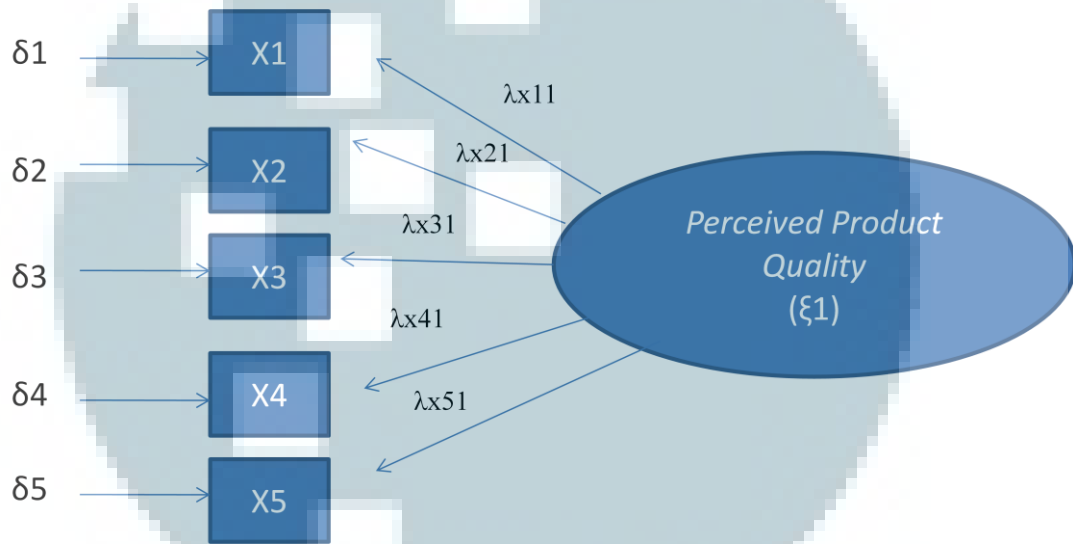 δ1
X1
λx11
δ2
X2
λx21
λx31
Perceived Product
Quality
(ξ1)
δ3
X3
λx41
δ4
X4
λx51
δ5
X5